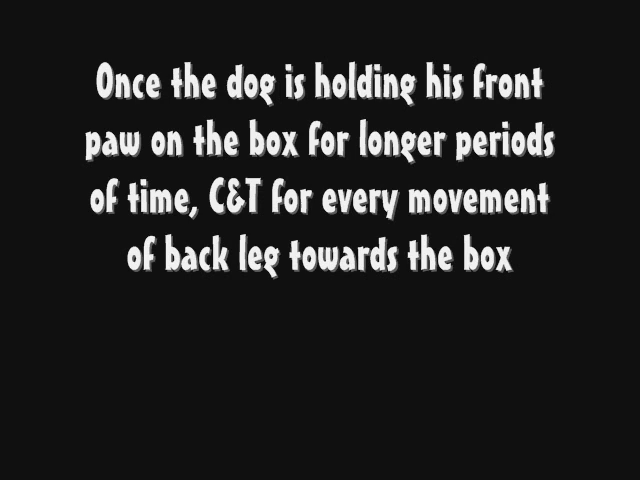 Once the dog is holding his front
paw on the box for longer periods
of time, C&T for every movement
of back leg towards the box